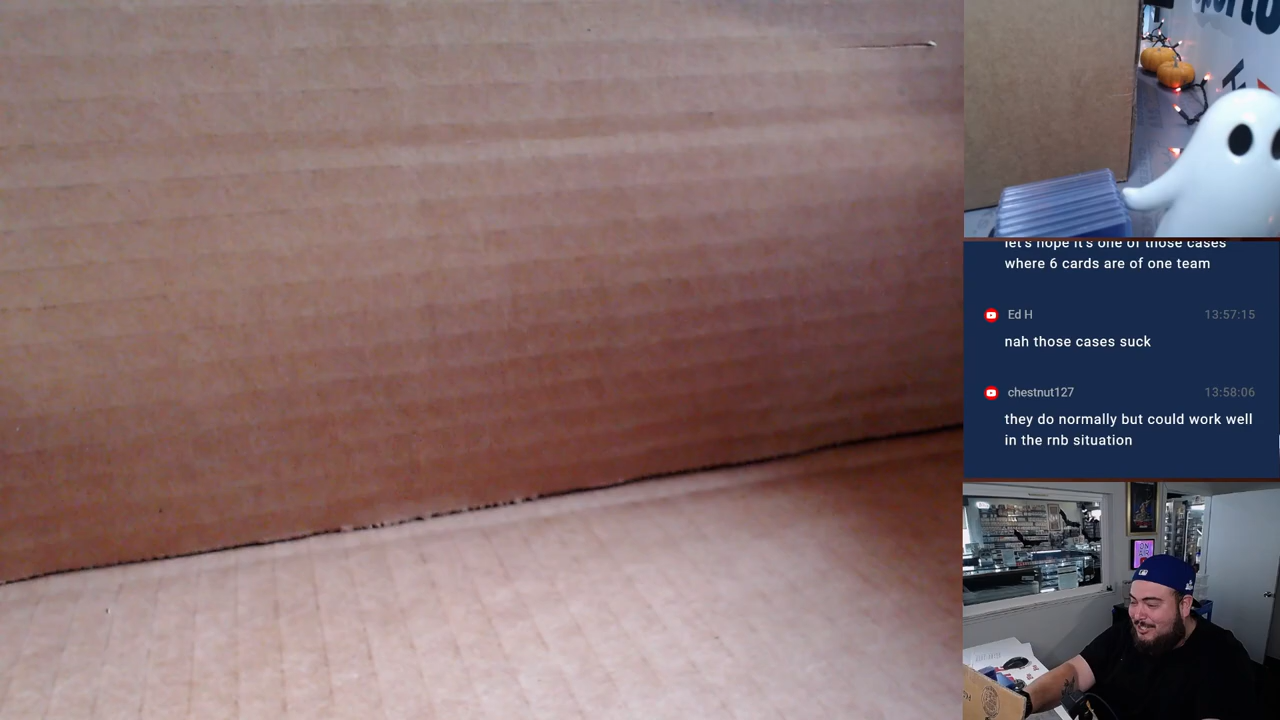 let's hope it's one of those cases
where 6 cards are of one team
Ed H 13:57:15
nah those cases suck
chestnut127 13:58:06
they do normally but could work well
in the rnb situation